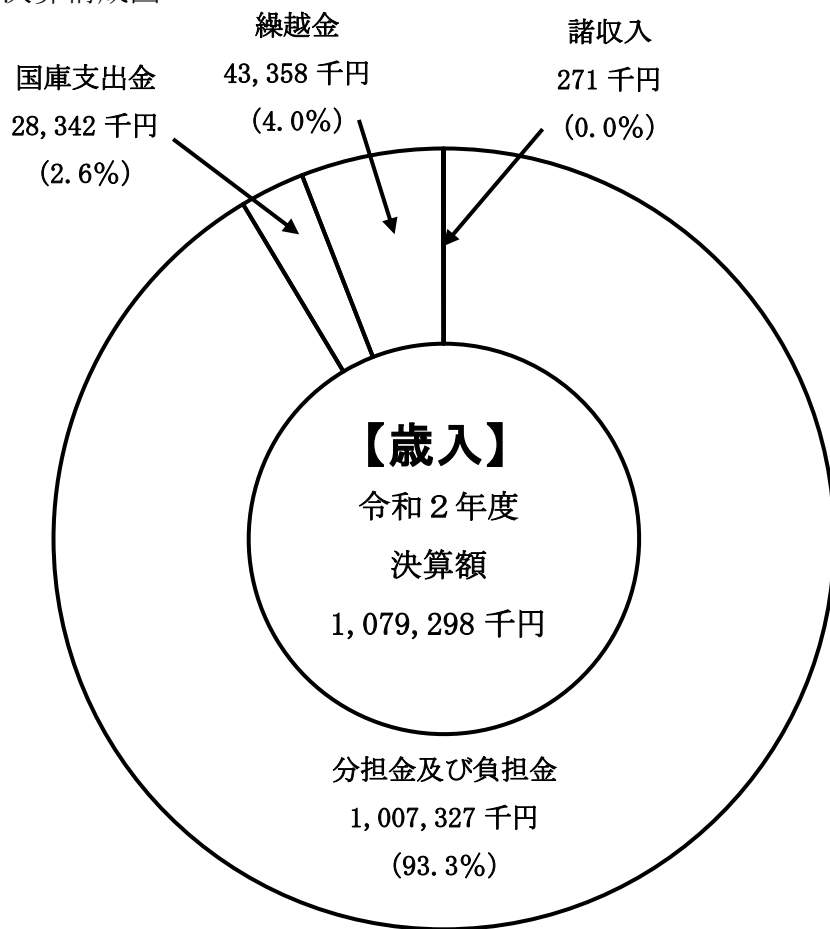 繰越金
43,358 千円
(4.0%)
諸収入
271 千円
(0.0%)
国庫支出金
28,342 千円
(2.6%)
【歳入】
令和２年度
決算額
1,079,298 千円
分担金及び負担金
1,007,327 千円
(93.3%)